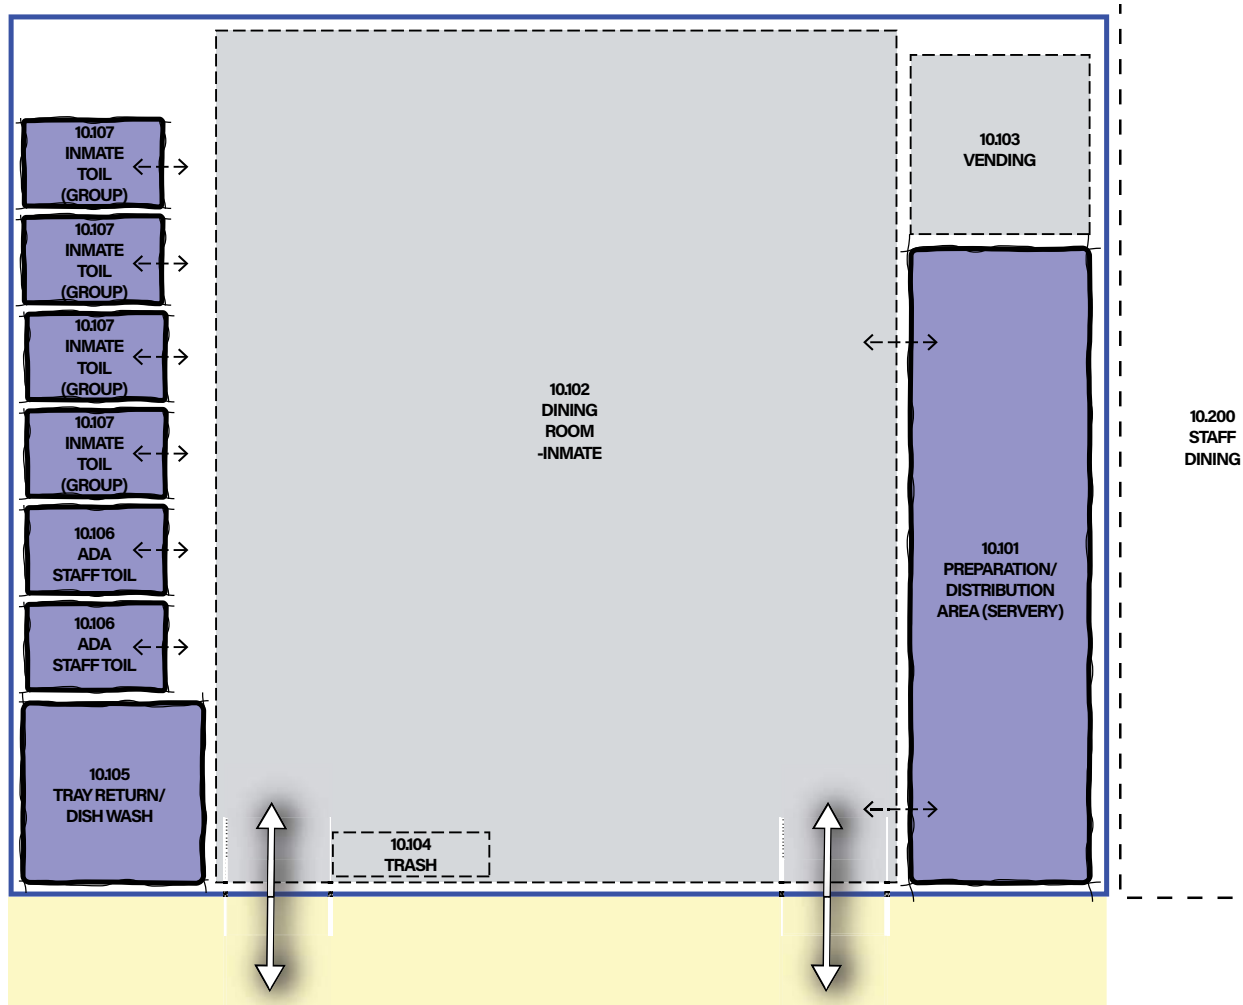 10.107
INMATE
TOIL
(GROUP)
10.107
INMATE
TOIL
(GROUP)
10.107
INMATE
TOIL
(GROUP)
10.107
INMATE
TOIL
(GROUP)
10.106
ADA
STAFF TOIL
10.106
ADA
STAFF TOIL
10.105
TRAY RETURN/
DISH WASH
10.102
DINING
ROOM
-INMATE
10.104
TRASH
10.103
VENDING
10.101
PREPARATION/
DISTRIBUTION
AREA (SERVERY)
10.200
STAFF
DINING